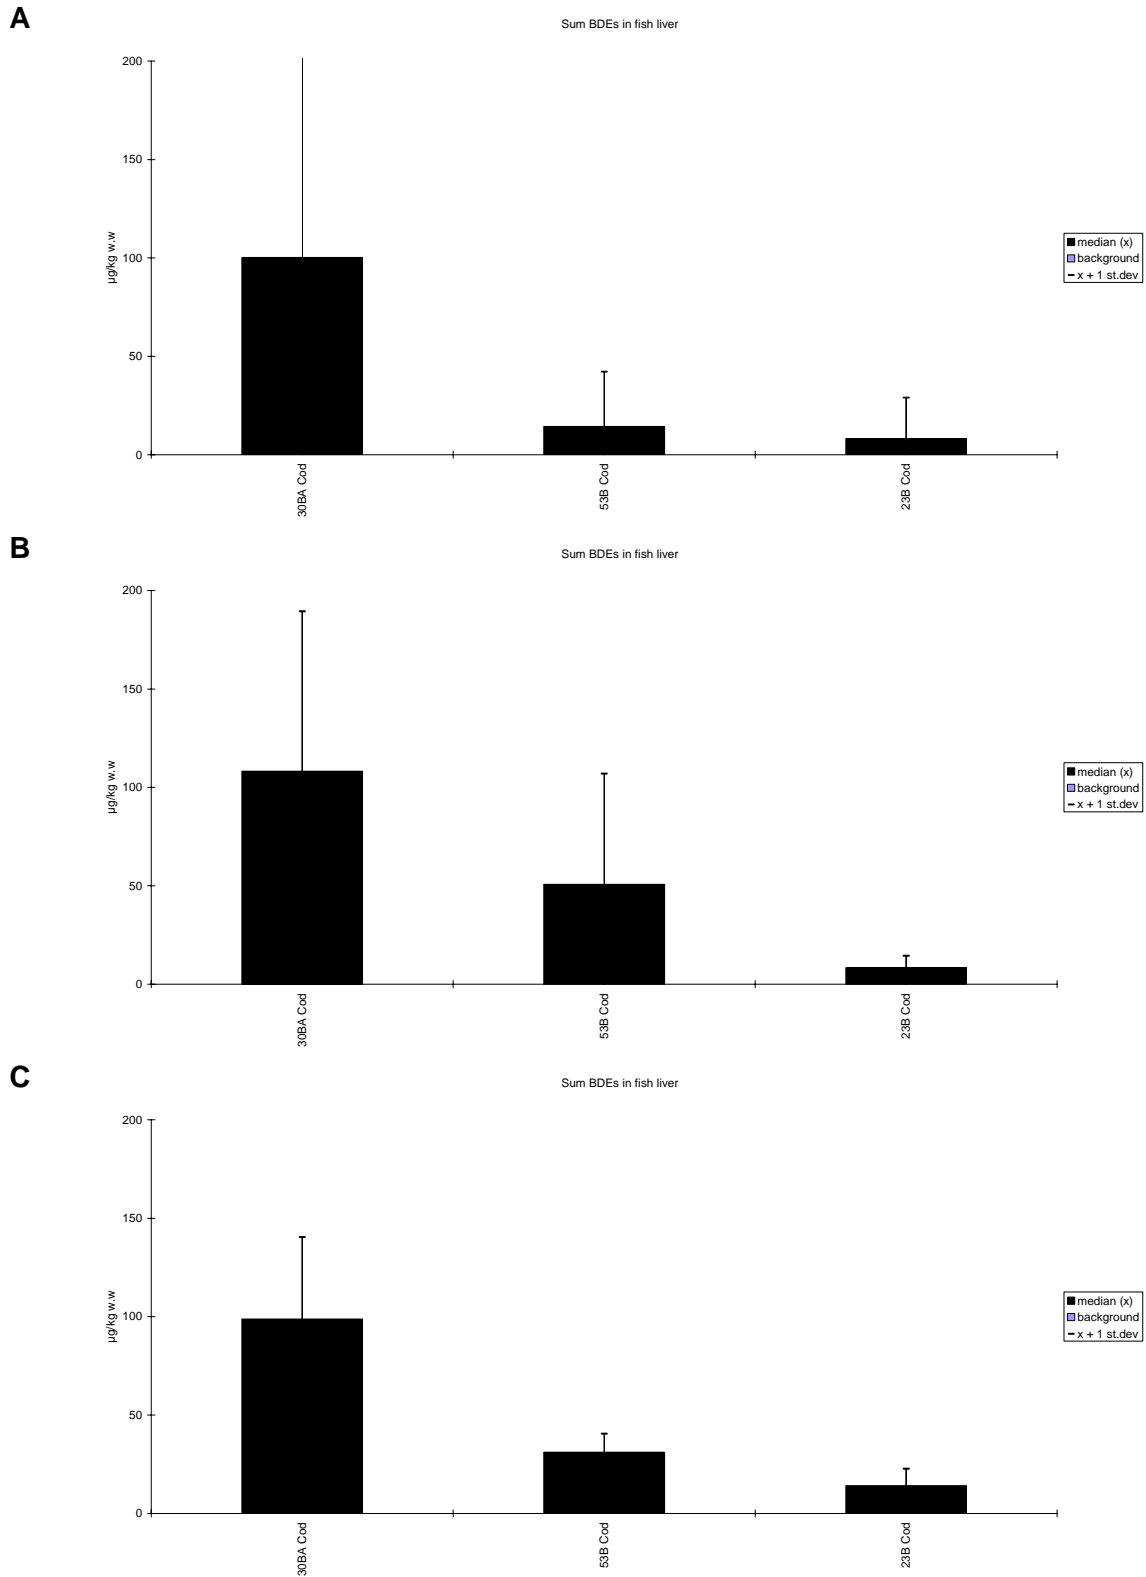 A
Sum BDEs in fish liver
200
150
100
50
0
µg/kg w.w
30BA Cod
53B Cod
23B Cod
median (x)
background
x + 1 st.dev
B
Sum BDEs in fish liver
200
150
100
50
0
µg/kg w.w
30BA Cod
53B Cod
23B Cod
median (x)
background
x + 1 st.dev
C
Sum BDEs in fish liver
200
150
100
50
0
µg/kg w.w
30BA Cod
53B Cod
23B Cod
median (x)
background
x + 1 st.dev